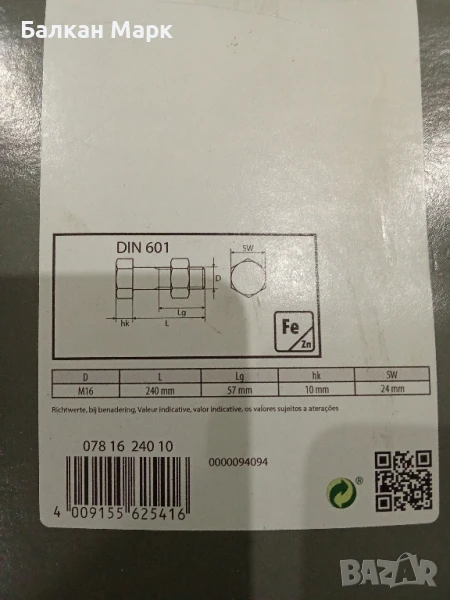 Балкан Марк
DIN 601
SW
D
Lg
hk
L
Fe
Zn
D L Lg hk SW
M16 240 mm 57 mm 10 mm 24 mm
Richtwerte, bij benadering, Valeur indicative, valor indicative, os valores sujeitos a aterações
078 16 240 10
0000094094
4 009155 625416
BAZAR